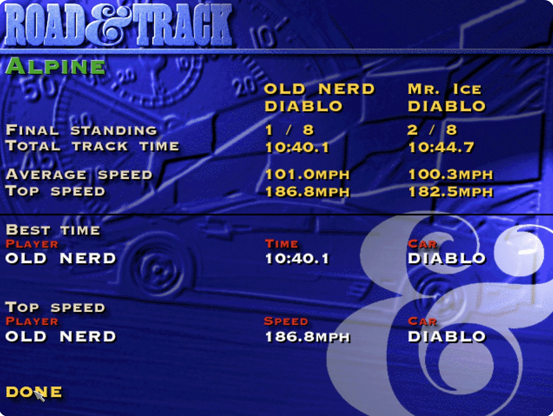 ROAD & TRACK
ALPINE
OLD NERD Mr. Ice
DIABLO DIABLO
Final standing 1 / 8 2 / 8
Total track time 10:40.1 10:44.7
Average speed 101.0mph 100.3mph
Top speed 186.8mph 182.5mph
Best time
Player Time Car
OLD NERD 10:40.1 DIABLO
Top speed
Player Speed Car
OLD NERD 186.8mph DIABLO
DONE